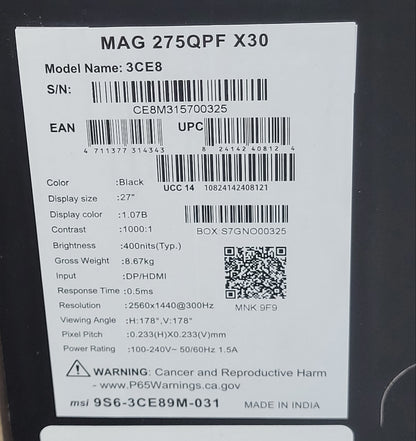 MAG 275QPF X30
Model Name: 3CE8
S/N:
CE8M315700325
EAN
4 711377 314343
UPC
8 24142 40812 4
UCC 14 10824142408121
Color :Black
Display size :27"
Display color :1.07B
Contrast :1000:1
BOX:S7GNO00325
Brightness :400nits(Typ.)
Gross Weight :8.67kg
Input :DP/HDMI
Response Time :0.5ms
MNK 9F9
Resolution :2560x1440@300Hz
Viewing Angle :H:178°,V:178°
Pixel Pitch :0.233(H)X0.233(V)mm
Power Rating :100-240V~ 50/60Hz 1.5A
WARNING: Cancer and Reproductive Harm
- www.P65Warnings.ca.gov
msi 9S6-3CE89M-031 MADE IN INDIA